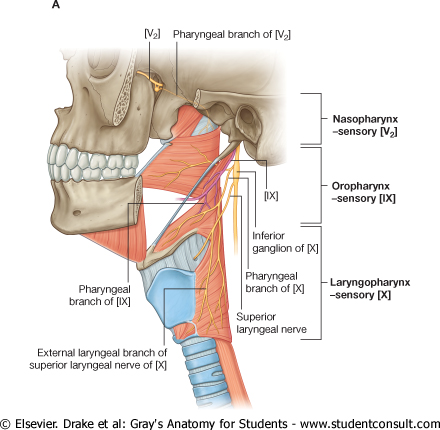 A
[V2]
Pharyngeal branch of [V2]
Nasopharynx
–sensory [V2]
[IX]
Oropharynx
–sensory [IX]
Inferior
ganglion of [X]
Pharyngeal
branch of [IX]
Pharyngeal
branch of [X]
Laryngopharynx
–sensory [X]
Superior
laryngeal nerve
External laryngeal branch of
superior laryngeal nerve of [X]
© Elsevier. Drake et al: Gray's Anatomy for Students - www.studentconsult.com